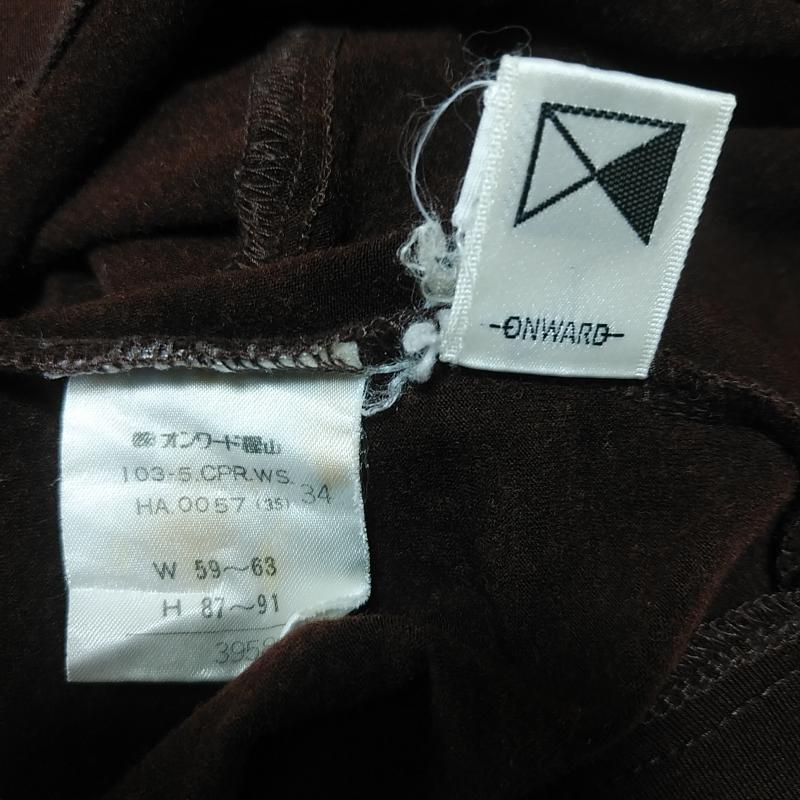 ONWARD
㈱オンワード樫山
103-5.CPR.WS.
HA.0057 (35) 34
W 59~63
H 87~91
3958